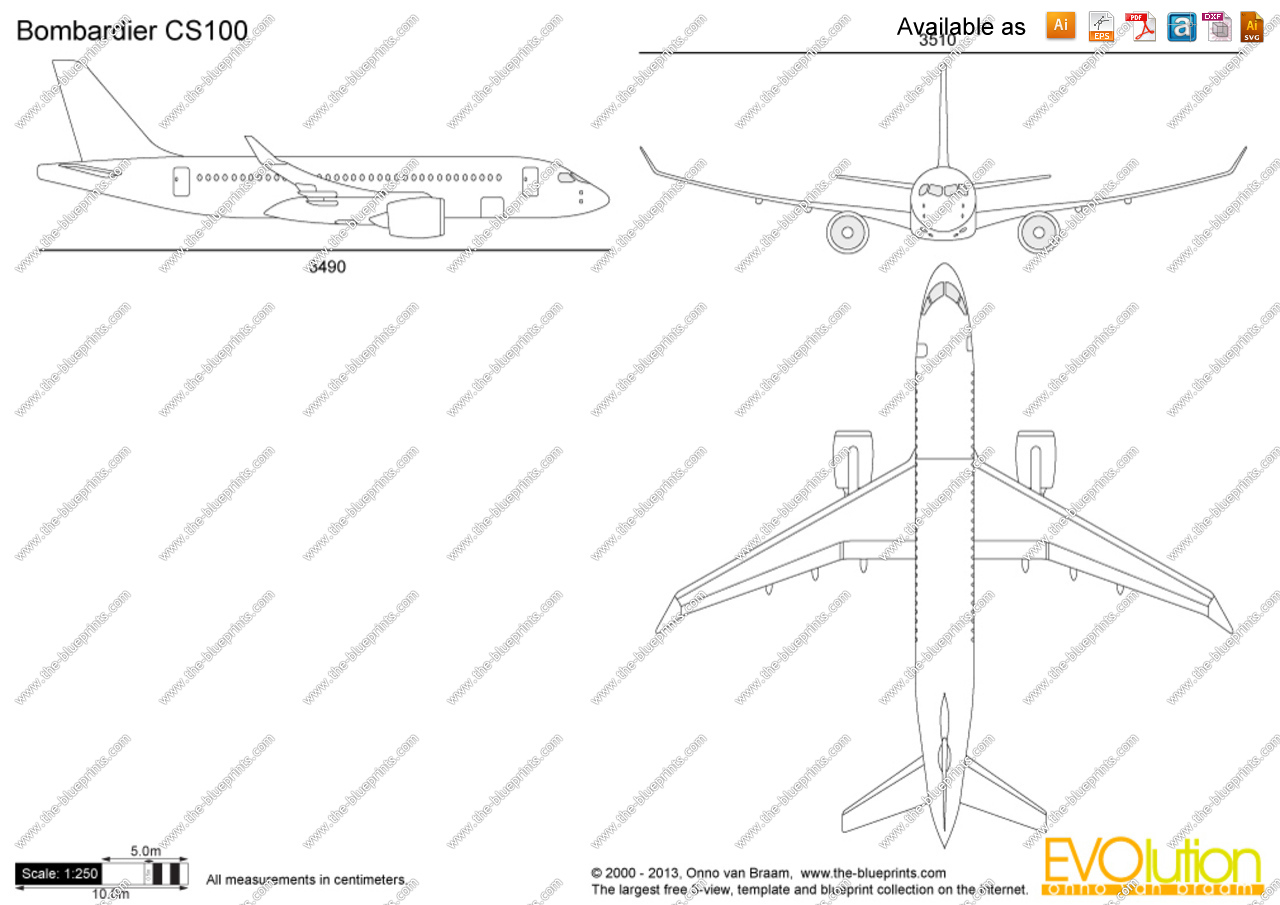 Bombardier CS100
Available as
Ai
EPS
PDF
a
DXF
Ai
SVG
3510
3490
www.the-blueprints.com
5.0m
Scale: 1:250
10.0m
All measurements in centimeters.
© 2000 - 2013, Onno van Braam, www.the-blueprints.com
The largest free 3-view, template and blueprint collection on the internet.
EVOlution
onno van braam